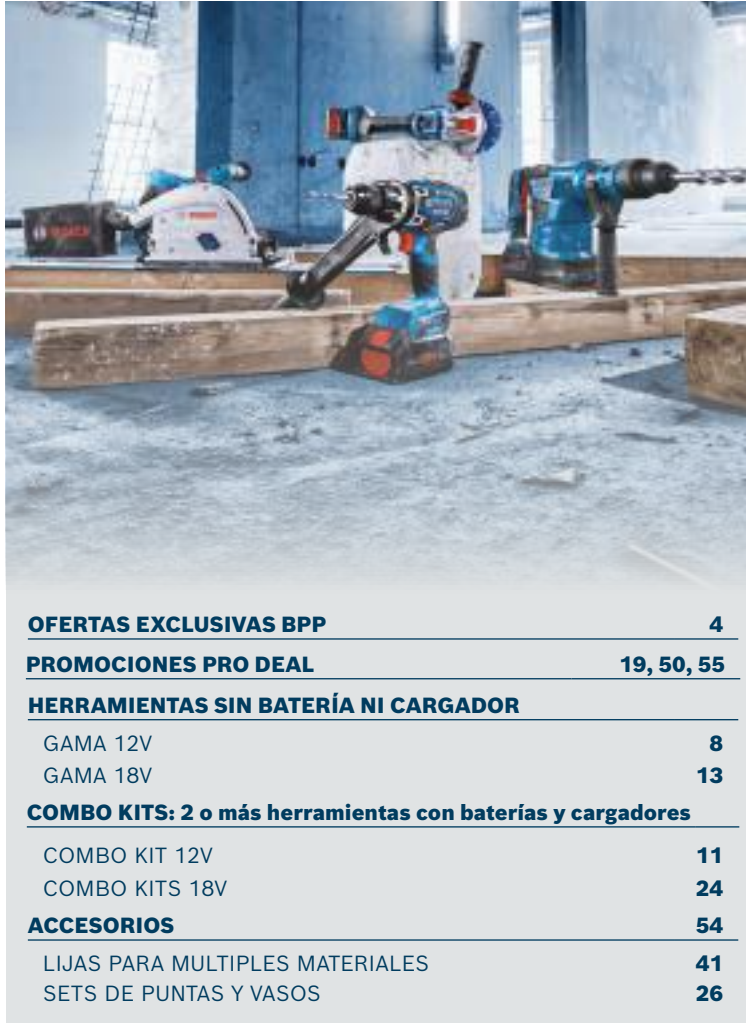 BOSCH
BOSCH
OFERTAS EXCLUSIVAS BPP 4
PROMOCIONES PRO DEAL 19, 50, 55
HERRAMIENTAS SIN BATERÍA NI CARGADOR
GAMA 12V 8
GAMA 18V 13
COMBO KITS: 2 o más herramientas con baterías y cargadores
COMBO KIT 12V 11
COMBO KITS 18V 24
ACCESORIOS 54
LIJAS PARA MULTIPLES MATERIALES 41
SETS DE PUNTAS Y VASOS 26